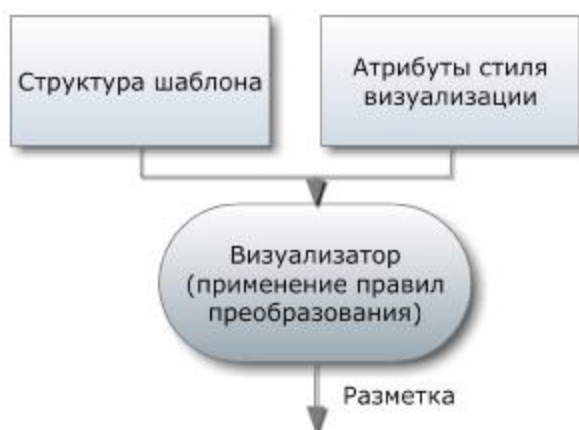 Структура шаблона
Атрибуты стиля
визуализации
Визуализатор
(применение правил
преобразования)
Разметка